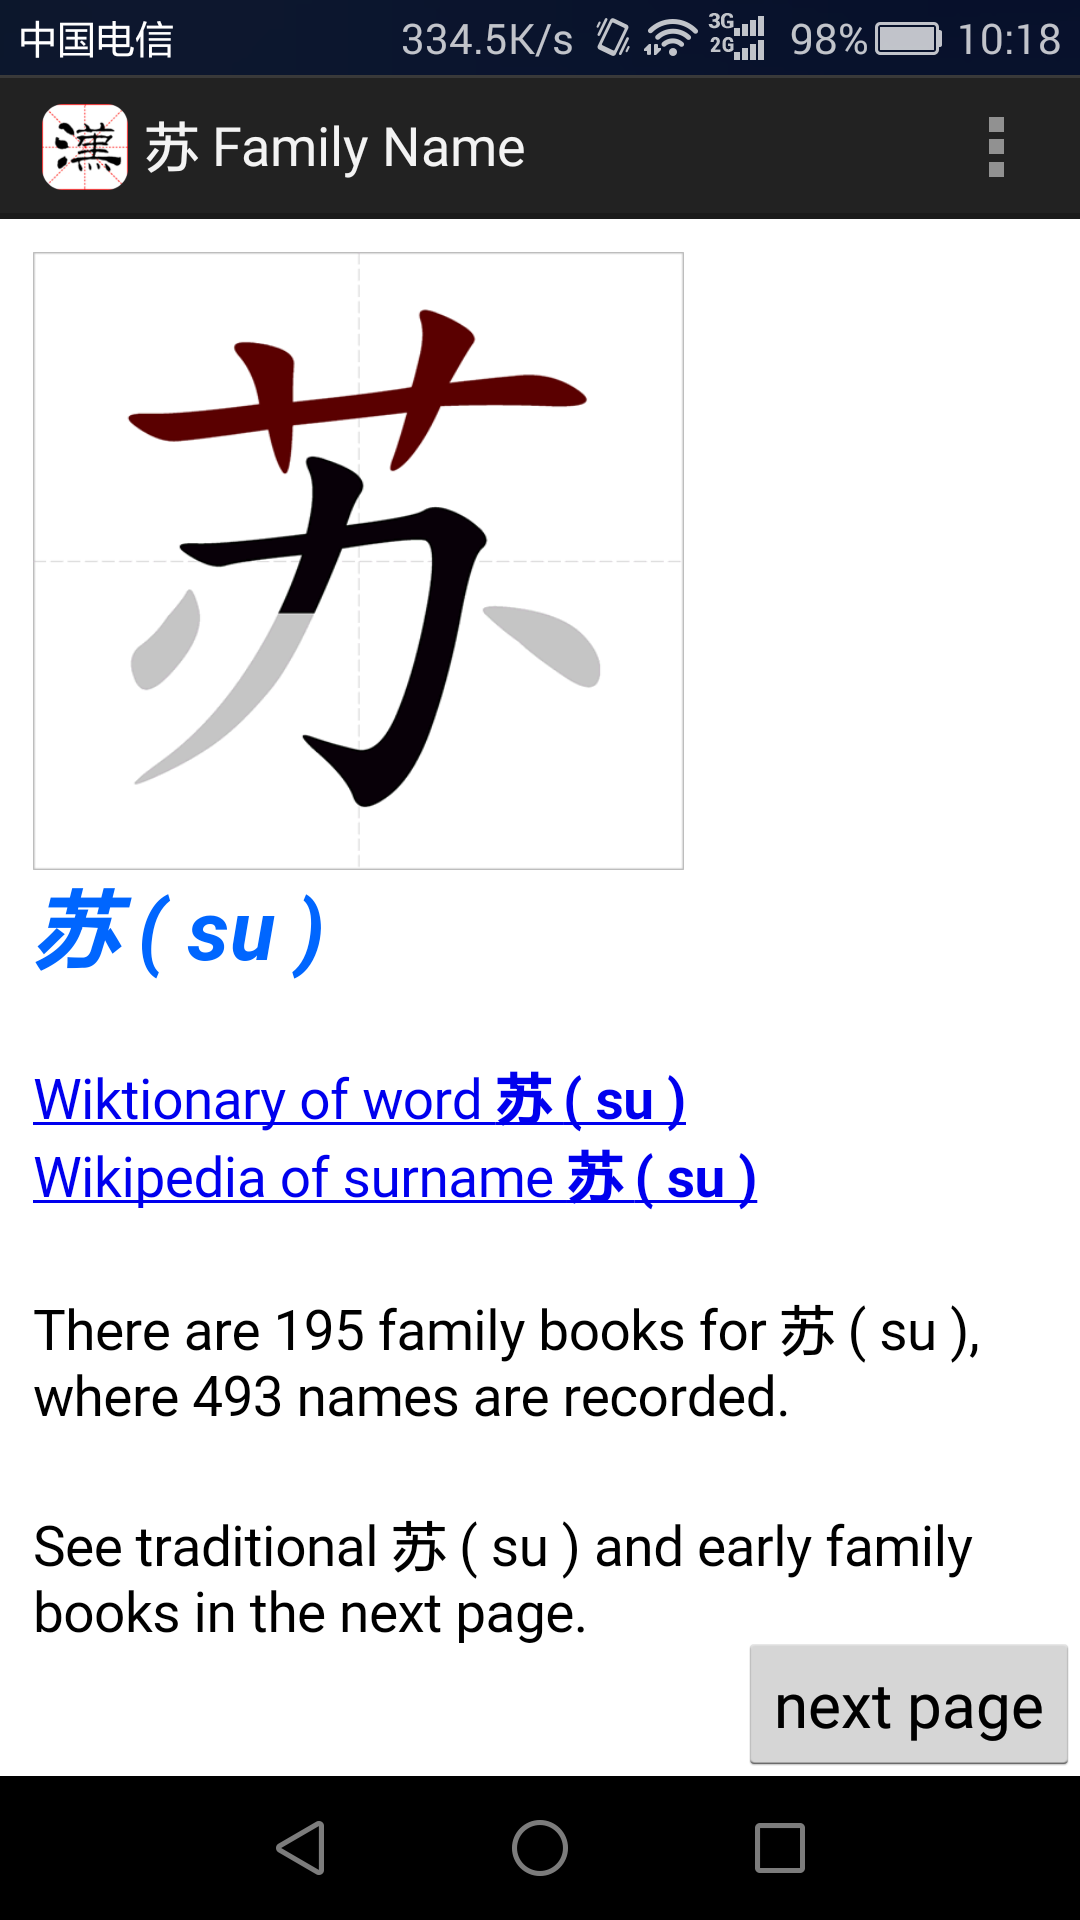 中国电信 334.5K/s 3G 2G 98% 10:18
漢 苏 Family Name
苏
苏 ( su )
Wiktionary of word 苏 ( su )
Wikipedia of surname 苏 ( su )
There are 195 family books for 苏 ( su ),
where 493 names are recorded.
See traditional 苏 ( su ) and early family
books in the next page.
next page